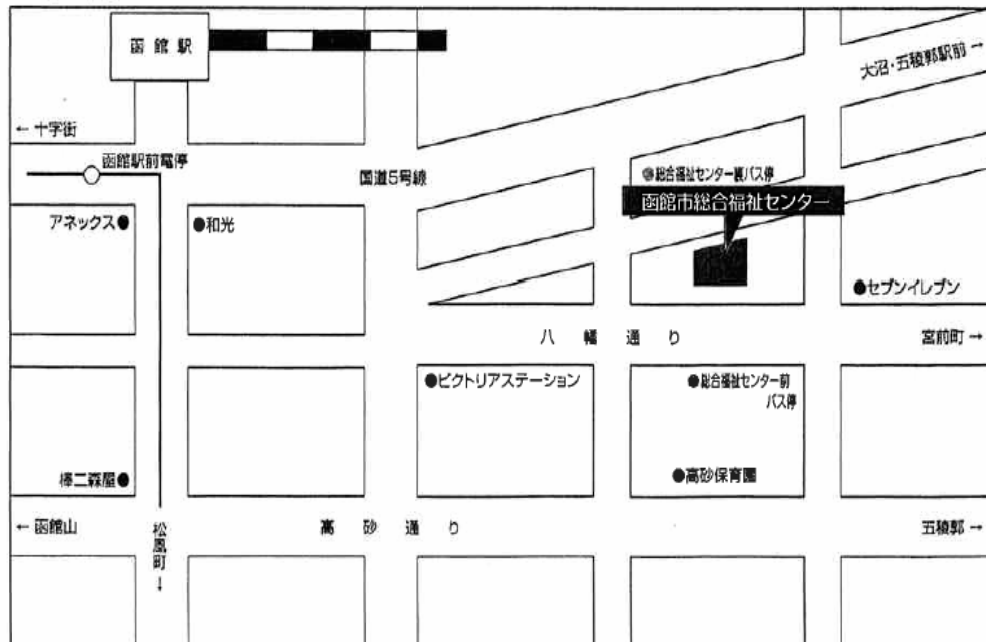 函館駅
大沼・五稜郭駅前 →
← 十字街
函館駅前電停
国道5号線
総合福祉センター裏バス停
函館市総合福祉センター
アネックス
和光
セブンイレブン
八幡通り
宮前町 →
ビクトリアステーション
総合福祉センター前
バス停
棒二森屋
高砂保育園
← 函館山
松風町 ↓
高砂通り
五稜郭 →